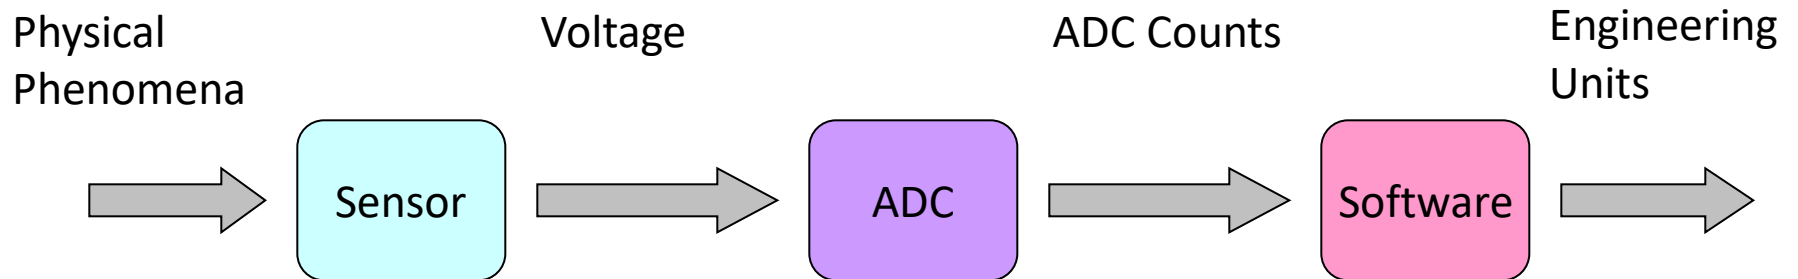 Physical
Phenomena
Voltage
ADC Counts
Engineering
Units
Sensor
ADC
Software